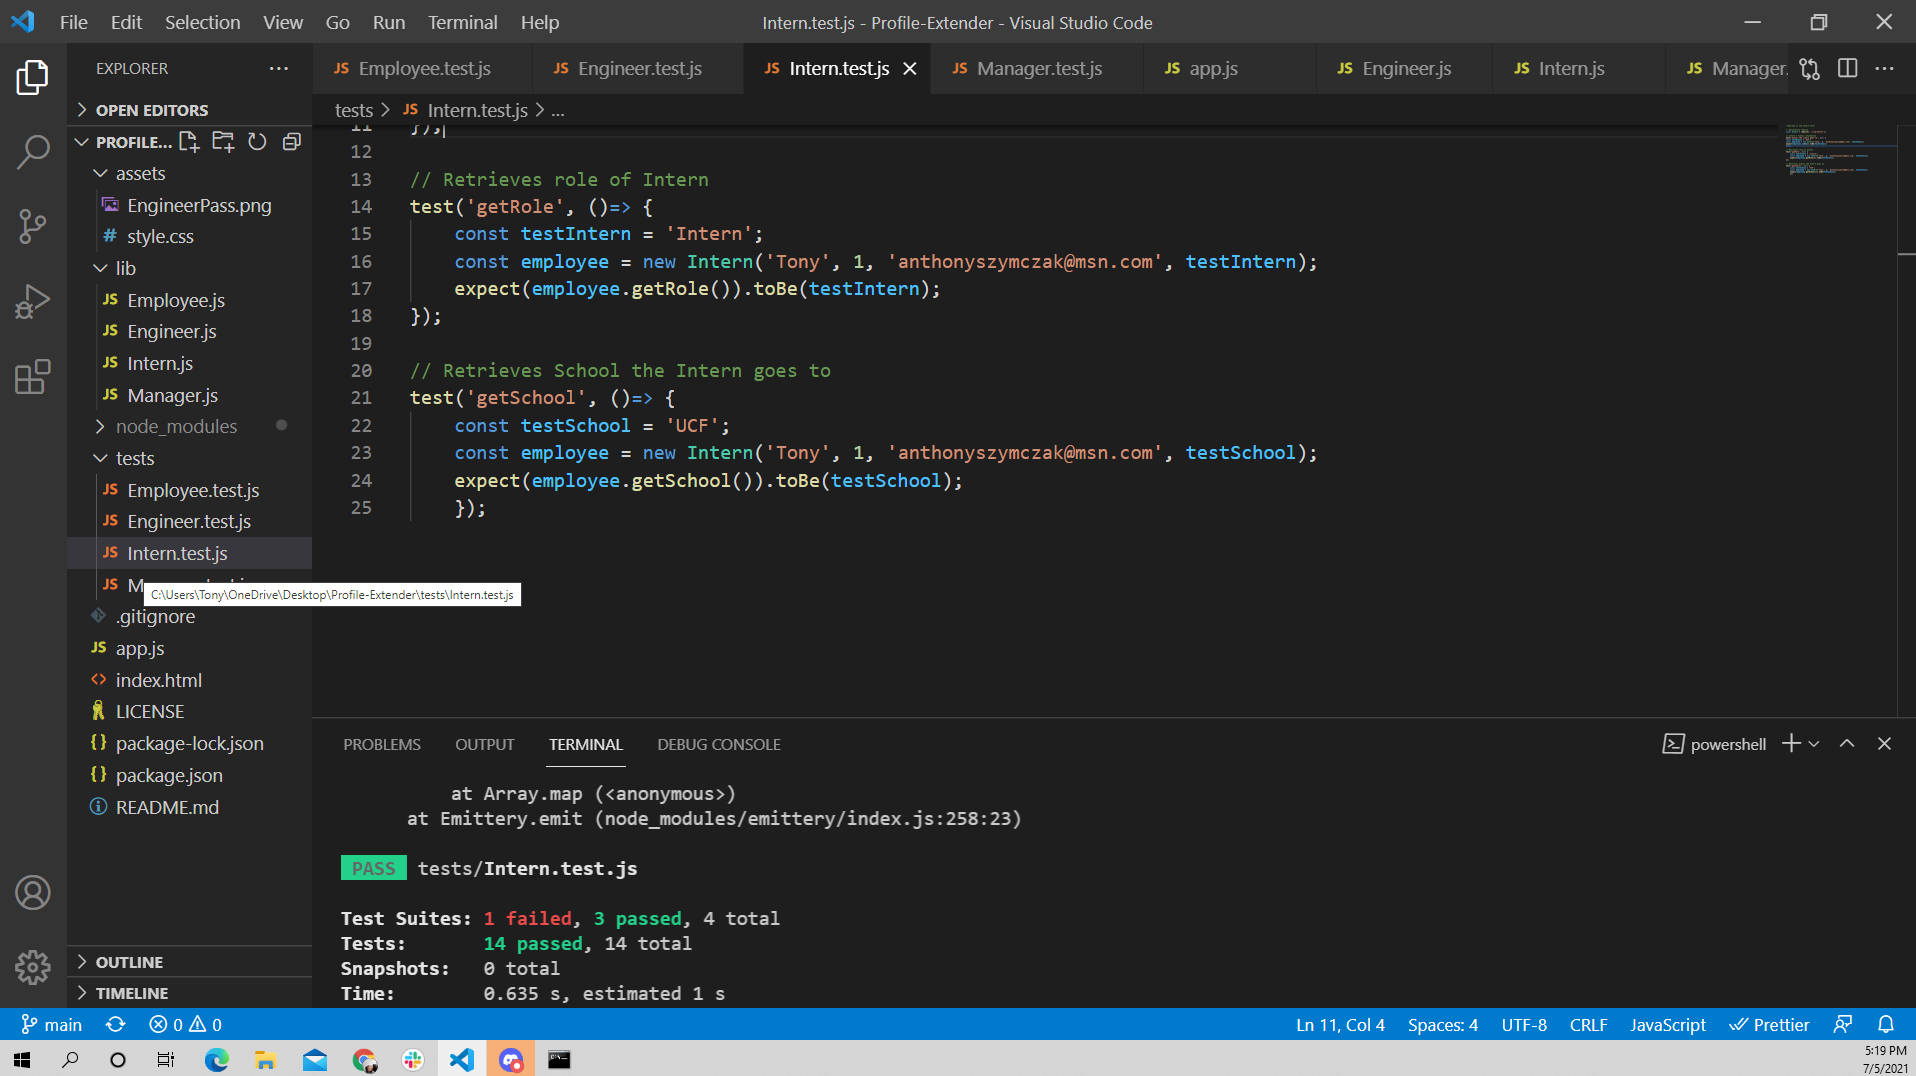 File Edit Selection View Go Run Terminal Help
Intern.test.js - Profile-Extender - Visual Studio Code
EXPLORER
OPEN EDITORS
PROFILE...
assets
EngineerPass.png
# style.css
lib
JS Employee.js
JS Engineer.js
JS Intern.js
JS Manager.js
node_modules
tests
JS Employee.test.js
JS Engineer.test.js
JS Intern.test.js
JS
C:\Users\Tony\OneDrive\Desktop\Profile-Extender\tests\Intern.test.js
.gitignore
JS app.js
<> index.html
LICENSE
{} package-lock.json
{} package.json
README.md
OUTLINE
TIMELINE
JS Employee.test.js JS Engineer.test.js JS Intern.test.js JS Manager.test.js JS app.js JS Engineer.js JS Intern.js JS Manager.
tests > JS Intern.test.js > ...
11 });
12
13 // Retrieves role of Intern
14 test('getRole', ()=> {
15 const testIntern = 'Intern';
16 const employee = new Intern('Tony', 1, 'anthonyszymczak@msn.com', testIntern);
17 expect(employee.getRole()).toBe(testIntern);
18 });
19
20 // Retrieves School the Intern goes to
21 test('getSchool', ()=> {
22 const testSchool = 'UCF';
23 const employee = new Intern('Tony', 1, 'anthonyszymczak@msn.com', testSchool);
24 expect(employee.getSchool()).toBe(testSchool);
25 });
PROBLEMS OUTPUT TERMINAL DEBUG CONSOLE
powershell
at Array.map (<anonymous>)
at Emittery.emit (node_modules/emittery/index.js:258:23)
PASS tests/Intern.test.js
Test Suites: 1 failed, 3 passed, 4 total
Tests: 14 passed, 14 total
Snapshots: 0 total
Time: 0.635 s, estimated 1 s
main 0 0
Ln 11, Col 4 Spaces: 4 UTF-8 CRLF JavaScript Prettier
5:19 PM
7/5/2021